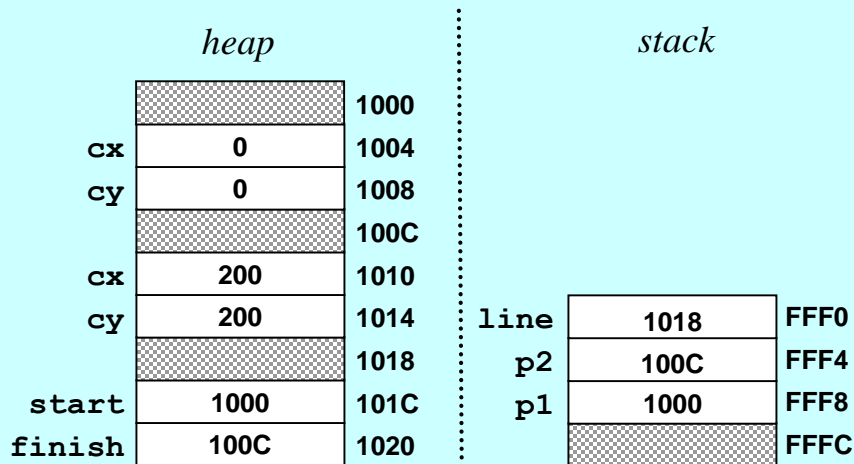 heap stack
1000
cx 0 1004
cy 0 1008
100C
cx 200 1010
cy 200 1014 line 1018 FFF0
1018 p2 100C FFF4
start 1000 101C p1 1000 FFF8
finish 100C 1020 FFFC